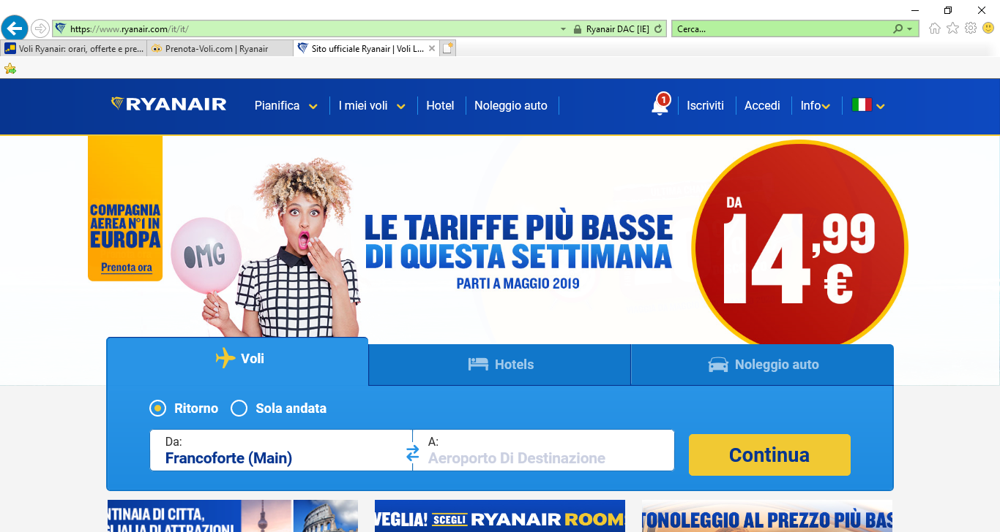 https://www.ryanair.com/it/it/
Ryanair DAC [IE]
Cerca...
Voli Ryanair: orari, offerte e pre...
Prenota-Voli.com | Ryanair
Sito ufficiale Ryanair | Voli L...
RYANAIR
Pianifica
I miei voli
Hotel
Noleggio auto
1
Iscriviti
Accedi
Info
COMPAGNIA
AEREA N°1 IN
EUROPA
Prenota ora
OMG
LE TARIFFE PIÙ BASSE
DI QUESTA SETTIMANA
PARTI A MAGGIO 2019
DA
14,99
€
Voli
Hotels
Noleggio auto
Ritorno
Sola andata
Da:
Francoforte (Main)
A:
Aeroporto Di Destinazione
Continua
NTINAIA DI CITTA,
GLIAIA DI ATTRAZIONI
VEGLIA! SCEGLI RYANAIR ROOM
TONOLEGGIO AL PREZZO PIÙ BAS